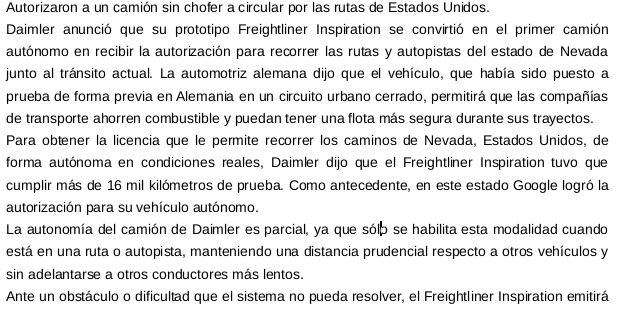 Autorizaron a un camión sin chofer a circular por las rutas de Estados Unidos.
Daimler anunció que su prototipo Freightliner Inspiration se convirtió en el primer camión
autónomo en recibir la autorización para recorrer las rutas y autopistas del estado de Nevada
junto al tránsito actual. La automotriz alemana dijo que el vehículo, que había sido puesto a
prueba de forma previa en Alemania en un circuito urbano cerrado, permitirá que las compañías
de transporte ahorren combustible y puedan tener una flota más segura durante sus trayectos.
Para obtener la licencia que le permite recorrer los caminos de Nevada, Estados Unidos, de
forma autónoma en condiciones reales, Daimler dijo que el Freightliner Inspiration tuvo que
cumplir más de 16 mil kilómetros de prueba. Como antecedente, en este estado Google logró la
autorización para su vehículo autónomo.
La autonomía del camión de Daimler es parcial, ya que sólo se habilita esta modalidad cuando
está en una ruta o autopista, manteniendo una distancia prudencial respecto a otros vehículos y
sin adelantarse a otros conductores más lentos.
Ante un obstáculo o dificultad que el sistema no pueda resolver, el Freightliner Inspiration emitirá